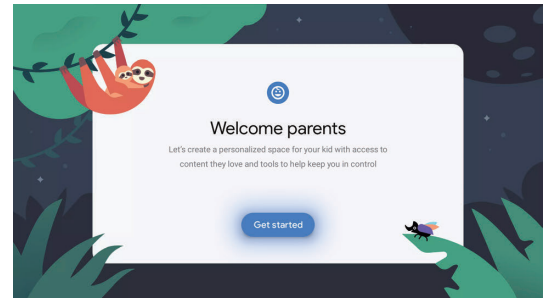 Welcome parents
Let's create a personalized space for your kid with access to
content they love and tools to help keep you in control
Get started